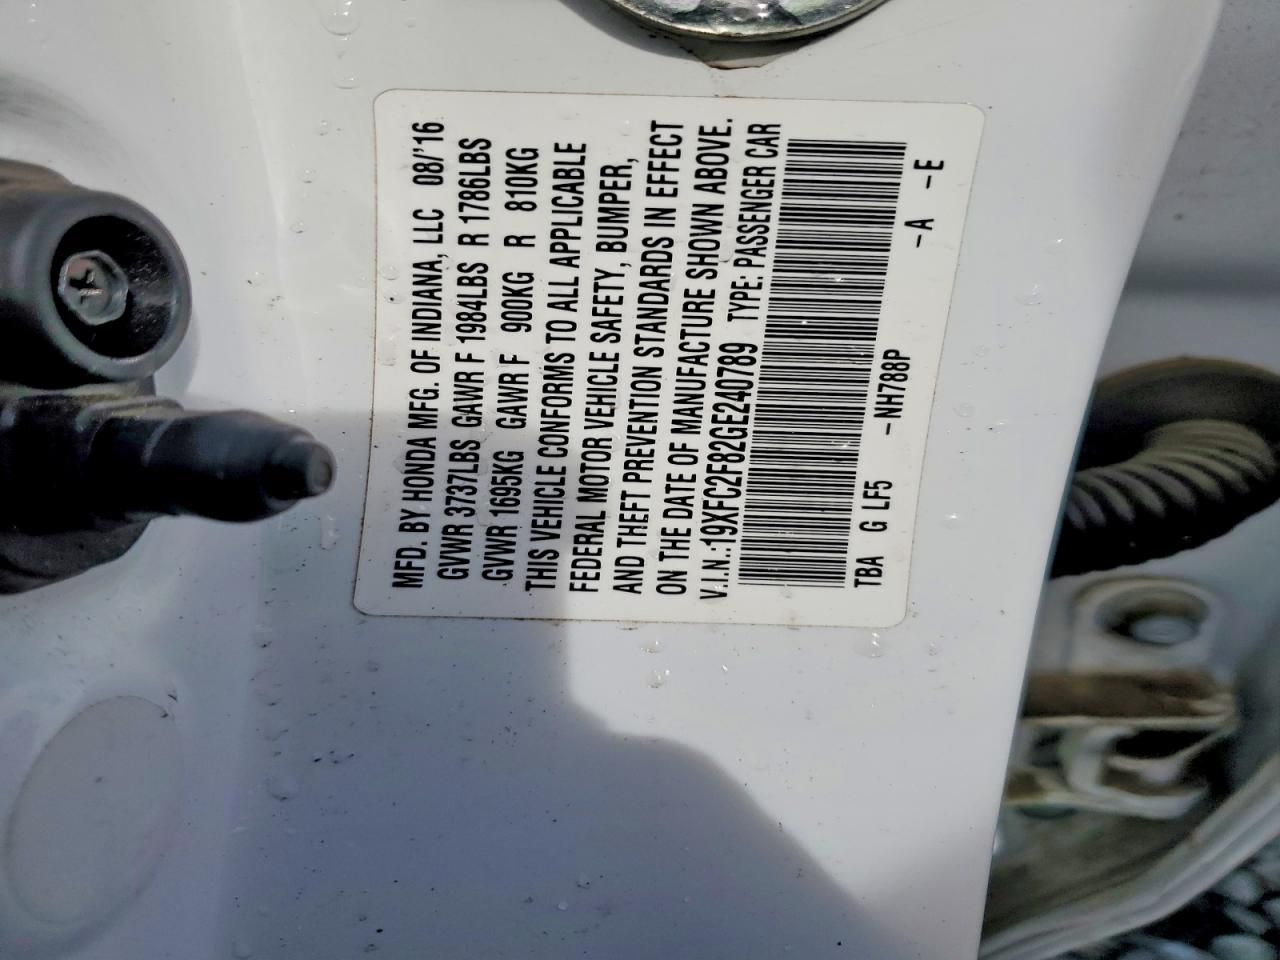 MFD. BY HONDA MFG. OF INDIANA, LLC 08/'16
GVWR 3737LBS GAWR F 1984LBS R 1786LBS
GVWR 1695KG GAWR F 900KG R 810KG
THIS VEHICLE CONFORMS TO ALL APPLICABLE
FEDERAL MOTOR VEHICLE SAFETY, BUMPER,
AND THEFT PREVENTION STANDARDS IN EFFECT
ON THE DATE OF MANUFACTURE SHOWN ABOVE.
V.I.N.:19XFC2F82GE240789 TYPE: PASSENGER CAR
TBA G LF5 -NH788P -A -E